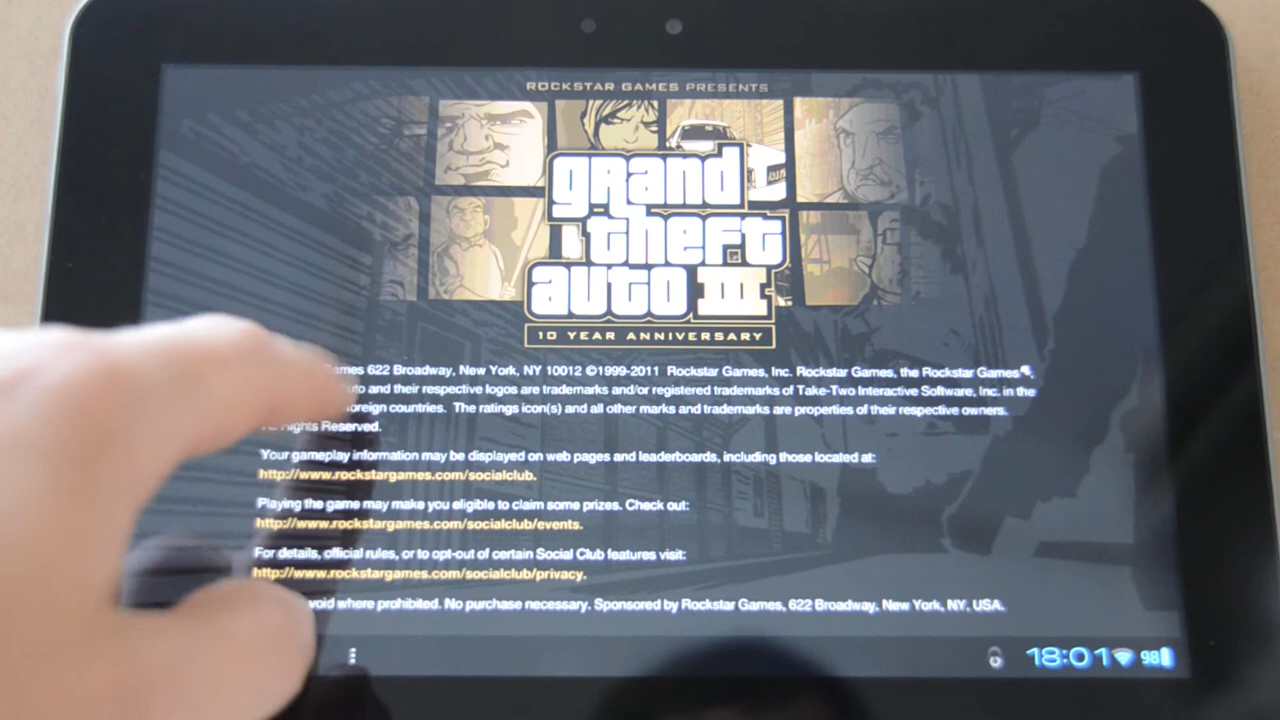 ROCKSTAR GAMES PRESENTS
grand
theft
auto III
10 YEAR ANNIVERSARY
622 Broadway, New York, NY 10012 ©1999-2011 Rockstar Games, Inc. Rockstar Games, the Rockstar Games
and their respective logos are trademarks and/or registered trademarks of Take-Two Interactive Software, Inc. in the
foreign countries. The ratings icon(s) and all other marks and trademarks are properties of their respective owners.
Rights Reserved.
Your gameplay information may be displayed on web pages and leaderboards, including those located at:
http://www.rockstargames.com/socialclub.
Playing the game may make you eligible to claim some prizes. Check out:
http://www.rockstargames.com/socialclub/events.
For details, official rules, or to opt-out of certain Social Club features visit:
http://www.rockstargames.com/socialclub/privacy.
void where prohibited. No purchase necessary. Sponsored by Rockstar Games, 622 Broadway, New York, NY, USA.
18:01 98